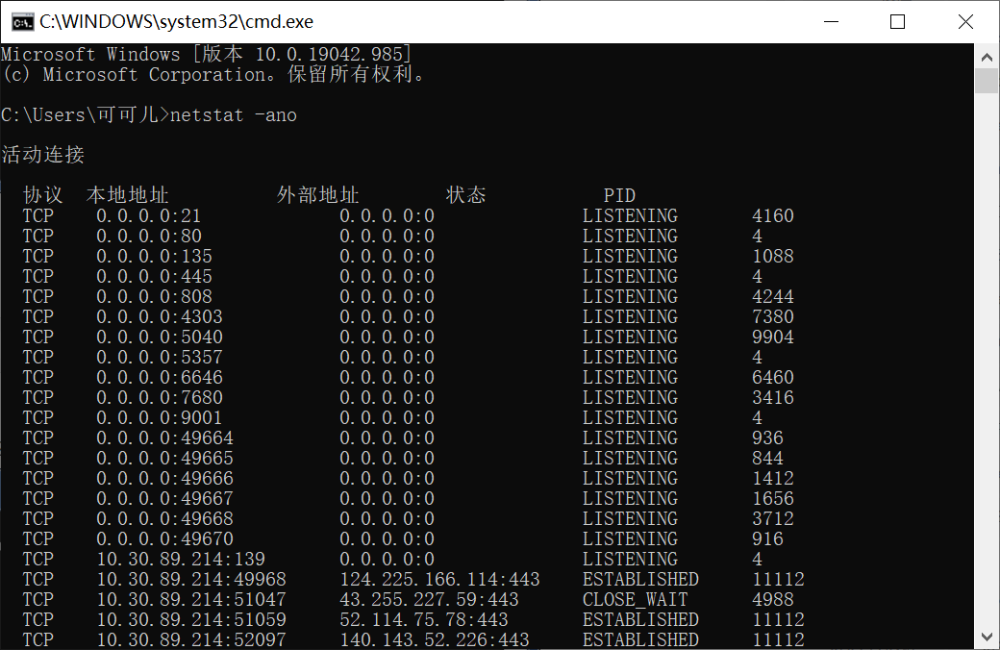 C:\WINDOWS\system32\cmd.exe
Microsoft Windows [版本 10.0.19042.985]
(c) Microsoft Corporation。保留所有权利。
C:\Users\可可儿>netstat -ano
活动连接
协议 本地地址 外部地址 状态 PID
TCP 0.0.0.0:21 0.0.0.0:0 LISTENING 4160
TCP 0.0.0.0:80 0.0.0.0:0 LISTENING 4
TCP 0.0.0.0:135 0.0.0.0:0 LISTENING 1088
TCP 0.0.0.0:445 0.0.0.0:0 LISTENING 4
TCP 0.0.0.0:808 0.0.0.0:0 LISTENING 4244
TCP 0.0.0.0:4303 0.0.0.0:0 LISTENING 7380
TCP 0.0.0.0:5040 0.0.0.0:0 LISTENING 9904
TCP 0.0.0.0:5357 0.0.0.0:0 LISTENING 4
TCP 0.0.0.0:6646 0.0.0.0:0 LISTENING 6460
TCP 0.0.0.0:7680 0.0.0.0:0 LISTENING 3416
TCP 0.0.0.0:9001 0.0.0.0:0 LISTENING 4
TCP 0.0.0.0:49664 0.0.0.0:0 LISTENING 936
TCP 0.0.0.0:49665 0.0.0.0:0 LISTENING 844
TCP 0.0.0.0:49666 0.0.0.0:0 LISTENING 1412
TCP 0.0.0.0:49667 0.0.0.0:0 LISTENING 1656
TCP 0.0.0.0:49668 0.0.0.0:0 LISTENING 3712
TCP 0.0.0.0:49670 0.0.0.0:0 LISTENING 916
TCP 10.30.89.214:139 0.0.0.0:0 LISTENING 4
TCP 10.30.89.214:49968 124.225.166.114:443 ESTABLISHED 11112
TCP 10.30.89.214:51047 43.255.227.59:443 CLOSE_WAIT 4988
TCP 10.30.89.214:51059 52.114.75.78:443 ESTABLISHED 11112
TCP 10.30.89.214:52097 140.143.52.226:443 ESTABLISHED 11112